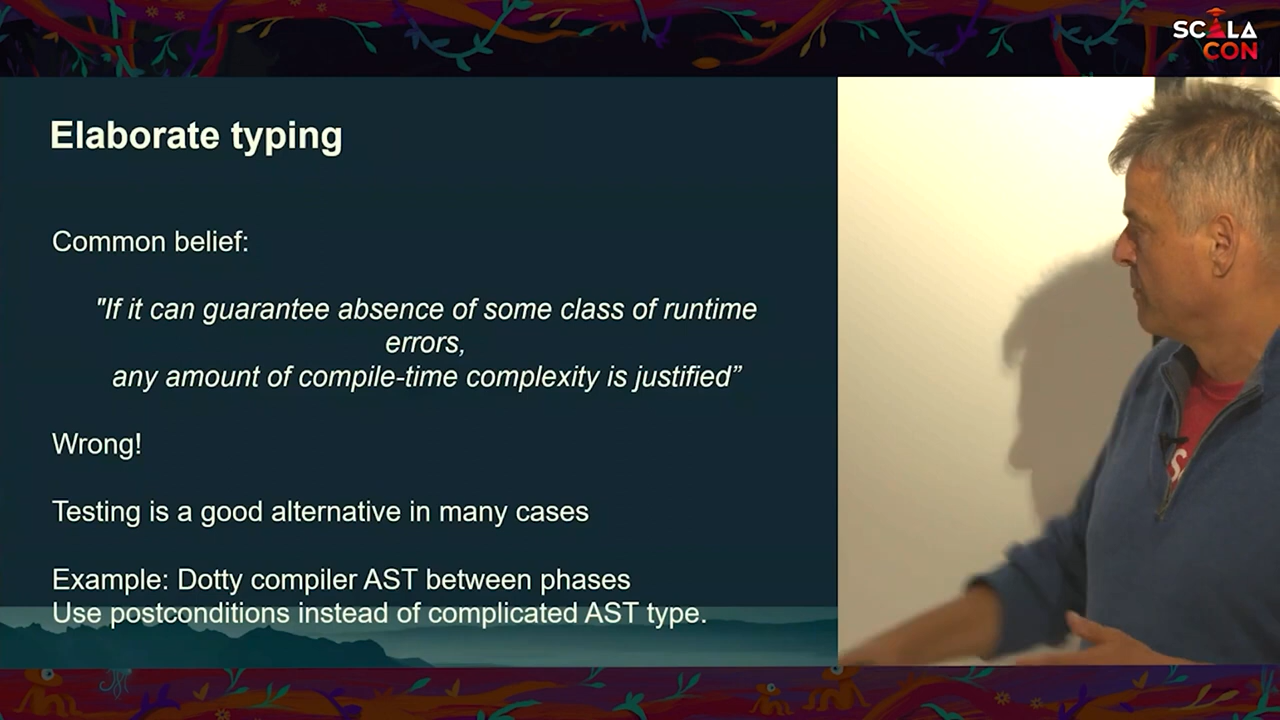 SCALA
CON
Elaborate typing
Common belief:
"If it can guarantee absence of some class of runtime
errors,
any amount of compile-time complexity is justified”
Wrong!
Testing is a good alternative in many cases
Example: Dotty compiler AST between phases
Use postconditions instead of complicated AST type.
S